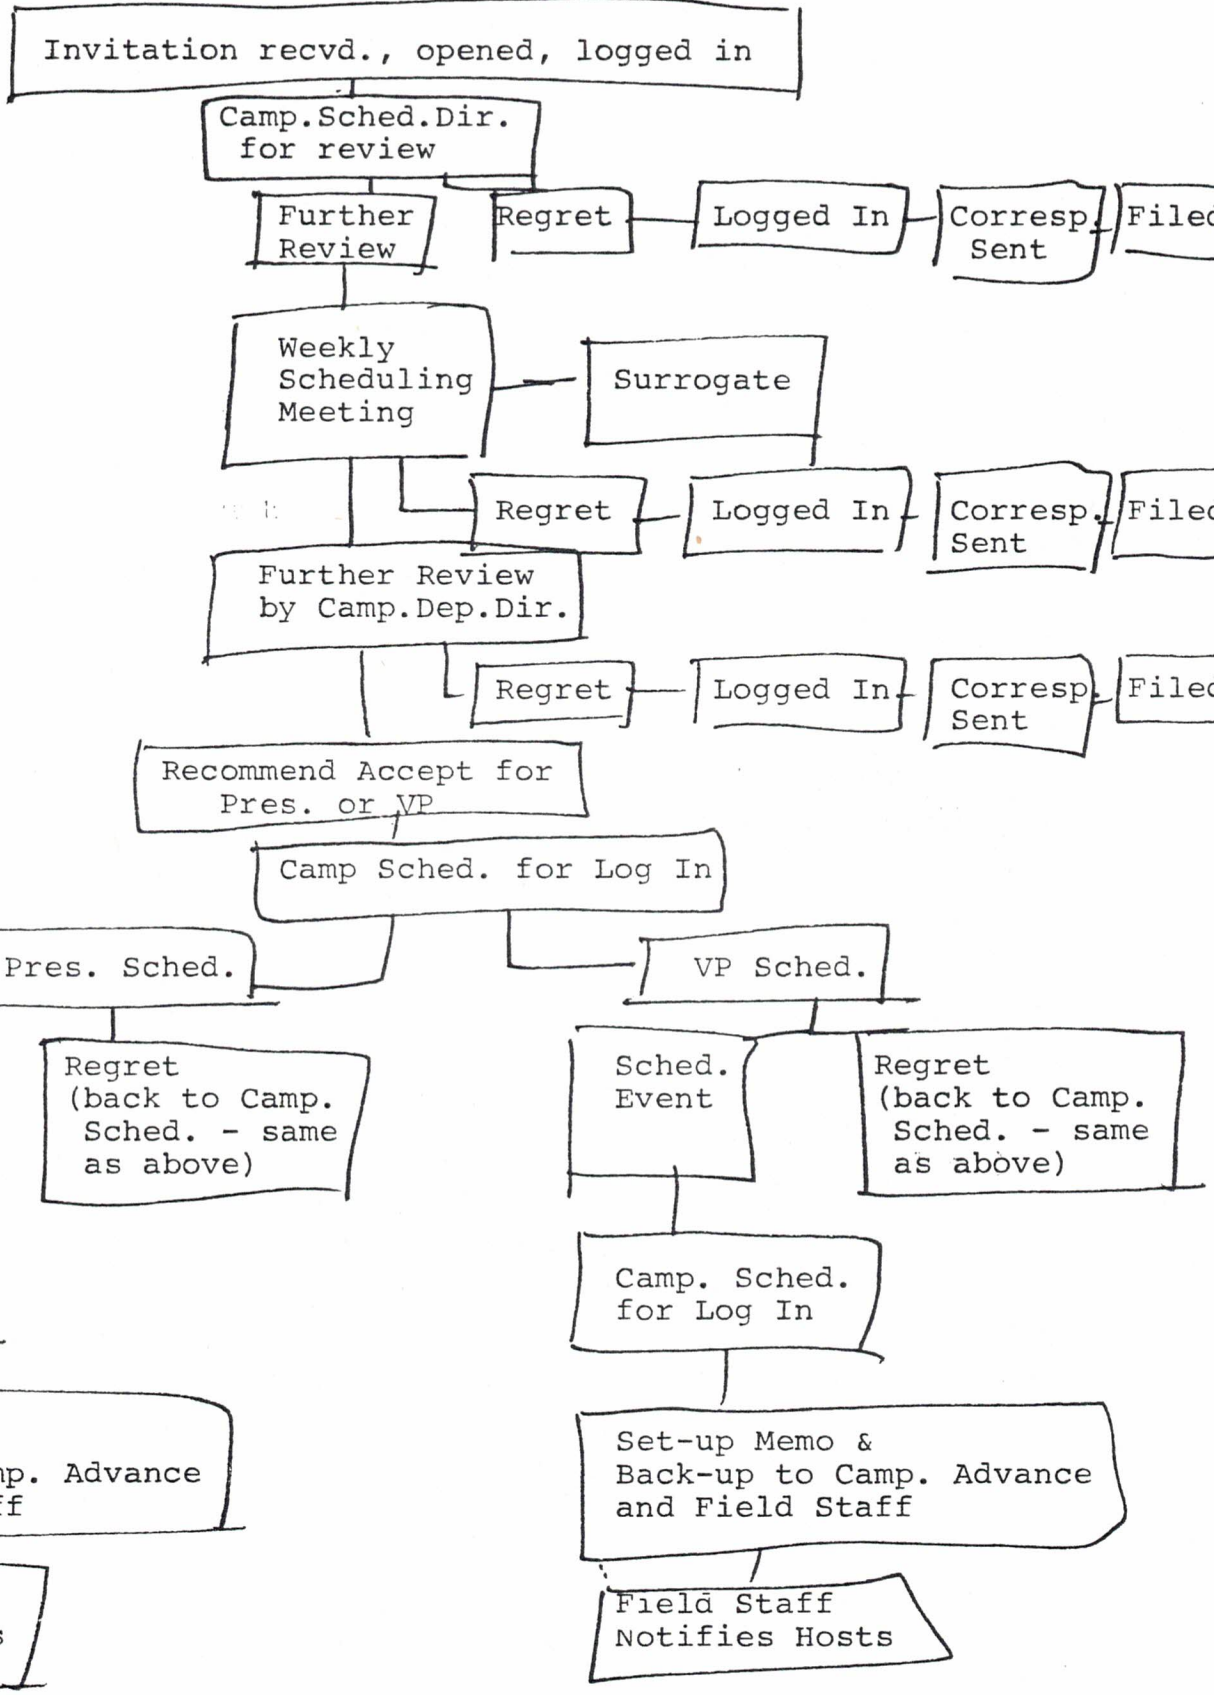 Invitation recvd., opened, logged in
Camp.Sched.Dir.
for review
Further
Review
Regret
Logged In
Corresp.
Sent
Weekly
Scheduling
Meeting
Surrogate
Regret
Logged In
Corresp.
Sent
Further Review
by Camp.Dep.Dir.
Regret
Logged In
Corresp.
Sent
Recommend Accept for
Pres. or VP
Camp Sched. for Log In
Pres. Sched.
VP Sched.
Regret
(back to Camp.
Sched. - same
as above)
Sched.
Event
Regret
(back to Camp.
Sched. - same
as above)
Camp. Sched.
for Log In
Advance
Set-up Memo &
Back-up to Camp. Advance
and Field Staff
Field Staff
Notifies Hosts